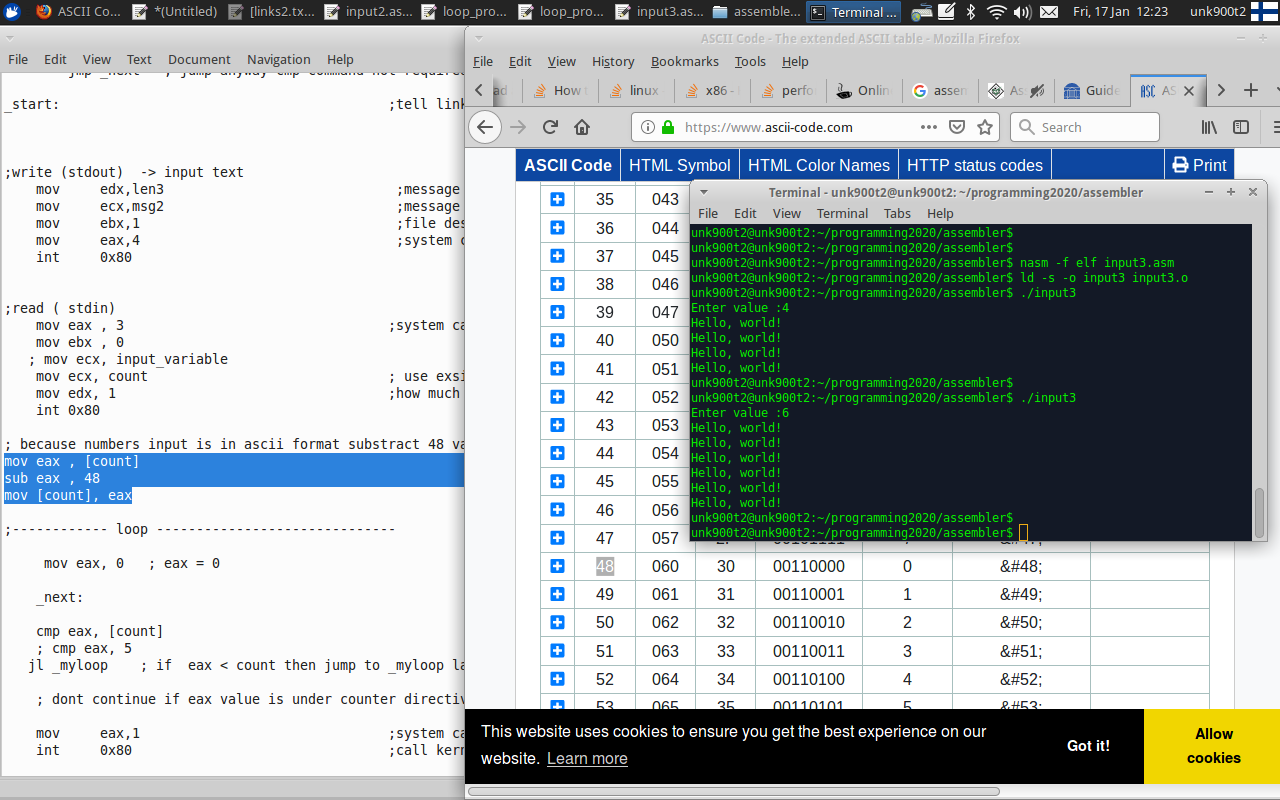 ASCII Co...
*(Untitled)
[links2.tx...
input2.as...
loop_pro...
loop_pro...
input3.as...
assemble...
Terminal ...
Fri, 17 Jan 12:23
unk900t2
File Edit View Text Document Navigation Help
_start: ;tell link
;write (stdout) -> input text
mov edx,len3 ;message
mov ecx,msg2 ;message
mov ebx,1 ;file des
mov eax,4 ;system c
int 0x80
;read ( stdin)
mov eax , 3 ;system ca
mov ebx , 0
; mov ecx, input_variable
mov ecx, count ; use exsi
mov edx, 1 ;how much
int 0x80
; because numbers input is in ascii format substract 48 va
mov eax , [count]
sub eax , 48
mov [count], eax
;------------ loop ------------------------------
mov eax, 0 ; eax = 0
_next:
cmp eax, [count]
; cmp eax, 5
jl _myloop ; if eax < count then jump to _myloop la
; dont continue if eax value is under counter directiv
mov eax,1 ;system ca
int 0x80 ;call kern
ASCII Code - The extended ASCII table - Mozilla Firefox
File Edit View History Bookmarks Tools Help
ad
How t
linux
x86 -
perfo
Onlin
assen
As
Guide
ASC AS
https://www.ascii-code.com
Search
ASCII Code HTML Symbol HTML Color Names HTTP status codes Print
35 043
36 044
37 045
38 046
39 047
40 050
41 051
42 052
43 053
44 054
45 055
46 056
47 057
48 060 30 00110000 0 &#48;
49 061 31 00110001 1 &#49;
50 062 32 00110010 2 &#50;
51 063 33 00110011 3 &#51;
52 064 34 00110100 4 &#52;
53 065 35 00110101 5 &#53;
Terminal - unk900t2@unk900t2: ~/programming2020/assembler
File Edit View Terminal Tabs Help
unk900t2@unk900t2:~/programming2020/assembler$
unk900t2@unk900t2:~/programming2020/assembler$
unk900t2@unk900t2:~/programming2020/assembler$ nasm -f elf input3.asm
unk900t2@unk900t2:~/programming2020/assembler$ ld -s -o input3 input3.o
unk900t2@unk900t2:~/programming2020/assembler$ ./input3
Enter value :4
Hello, world!
Hello, world!
Hello, world!
Hello, world!
unk900t2@unk900t2:~/programming2020/assembler$
unk900t2@unk900t2:~/programming2020/assembler$ ./input3
Enter value :6
Hello, world!
Hello, world!
Hello, world!
Hello, world!
Hello, world!
Hello, world!
unk900t2@unk900t2:~/programming2020/assembler$
unk900t2@unk900t2:~/programming2020/assembler$
This website uses cookies to ensure you get the best experience on our
website. Learn more
Got it!
Allow
cookies